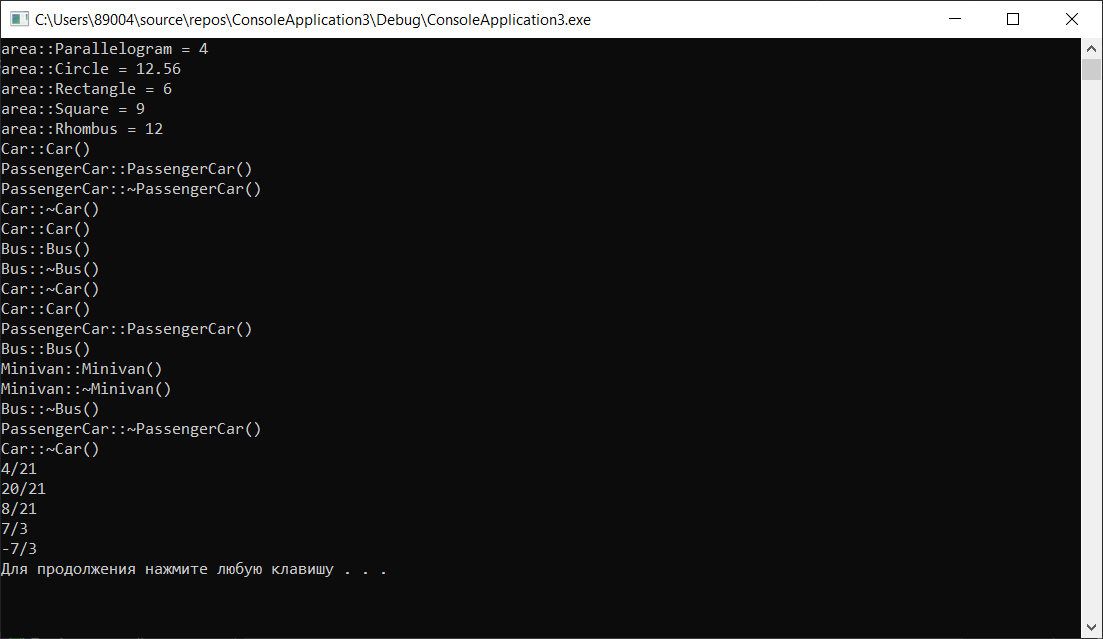 C:\Users\89004\source\repos\ConsoleApplication3\Debug\ConsoleApplication3.exe
area::Parallelogram = 4
area::Circle = 12.56
area::Rectangle = 6
area::Square = 9
area::Rhombus = 12
Car::Car()
PassengerCar::PassengerCar()
PassengerCar::~PassengerCar()
Car::~Car()
Car::Car()
Bus::Bus()
Bus::~Bus()
Car::~Car()
Car::Car()
PassengerCar::PassengerCar()
Bus::Bus()
Minivan::Minivan()
Minivan::~Minivan()
Bus::~Bus()
PassengerCar::~PassengerCar()
Car::~Car()
4/21
20/21
8/21
7/3
-7/3
Для продолжения нажмите любую клавишу . . .